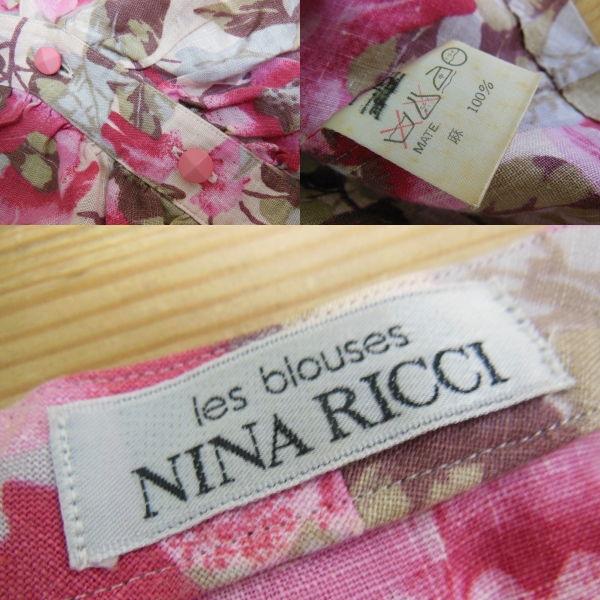 MATE
麻 100%
les blouses
NINA RICCI